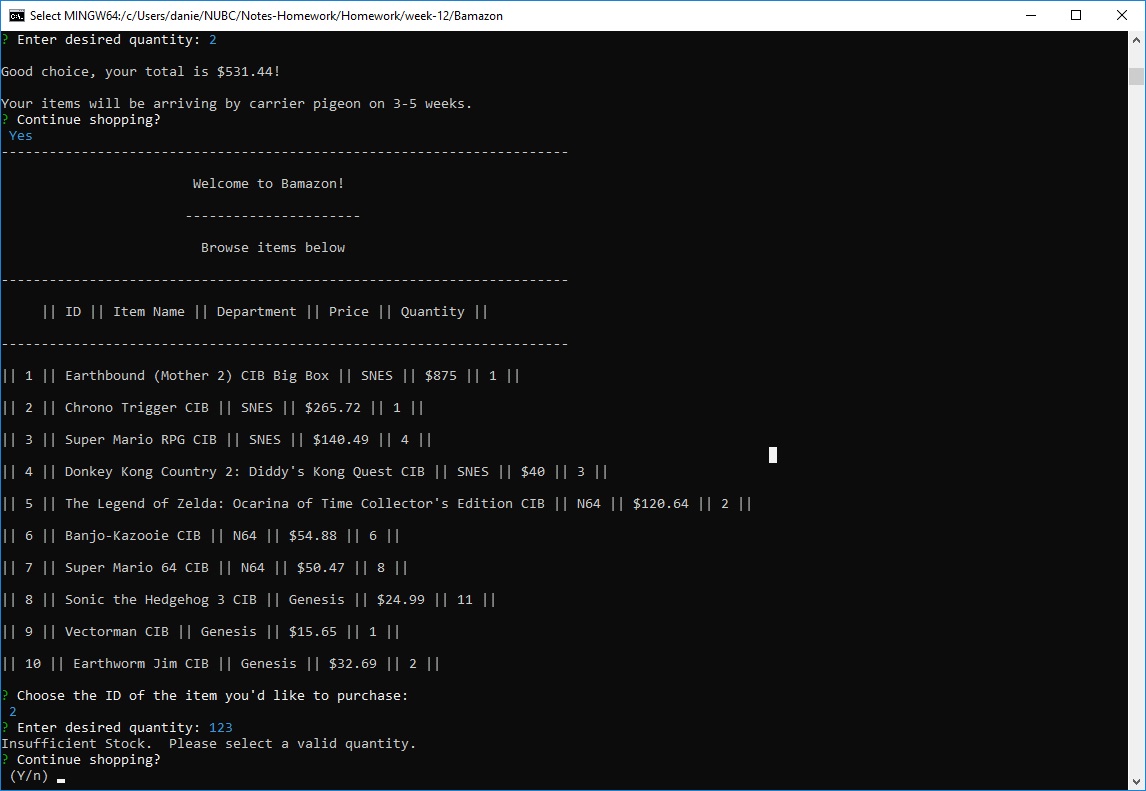 Select MINGW64:/c/Users/danie/NUBC/Notes-Homework/Homework/week-12/Bamazon
? Enter desired quantity: 2
Good choice, your total is $531.44!
Your items will be arriving by carrier pigeon on 3-5 weeks.
? Continue shopping?
Yes
-----------------------------------------------------------------------
Welcome to Bamazon!
----------------------
Browse items below
-----------------------------------------------------------------------
|| ID || Item Name || Department || Price || Quantity ||
-----------------------------------------------------------------------
|| 1 || Earthbound (Mother 2) CIB Big Box || SNES || $875 || 1 ||
|| 2 || Chrono Trigger CIB || SNES || $265.72 || 1 ||
|| 3 || Super Mario RPG CIB || SNES || $140.49 || 4 ||
|| 4 || Donkey Kong Country 2: Diddy's Kong Quest CIB || SNES || $40 || 3 ||
|| 5 || The Legend of Zelda: Ocarina of Time Collector's Edition CIB || N64 || $120.64 || 2 ||
|| 6 || Banjo-Kazooie CIB || N64 || $54.88 || 6 ||
|| 7 || Super Mario 64 CIB || N64 || $50.47 || 8 ||
|| 8 || Sonic the Hedgehog 3 CIB || Genesis || $24.99 || 11 ||
|| 9 || Vectorman CIB || Genesis || $15.65 || 1 ||
|| 10 || Earthworm Jim CIB || Genesis || $32.69 || 2 ||
? Choose the ID of the item you'd like to purchase:
2
? Enter desired quantity: 123
Insufficient Stock.  Please select a valid quantity.
? Continue shopping?
(Y/n)